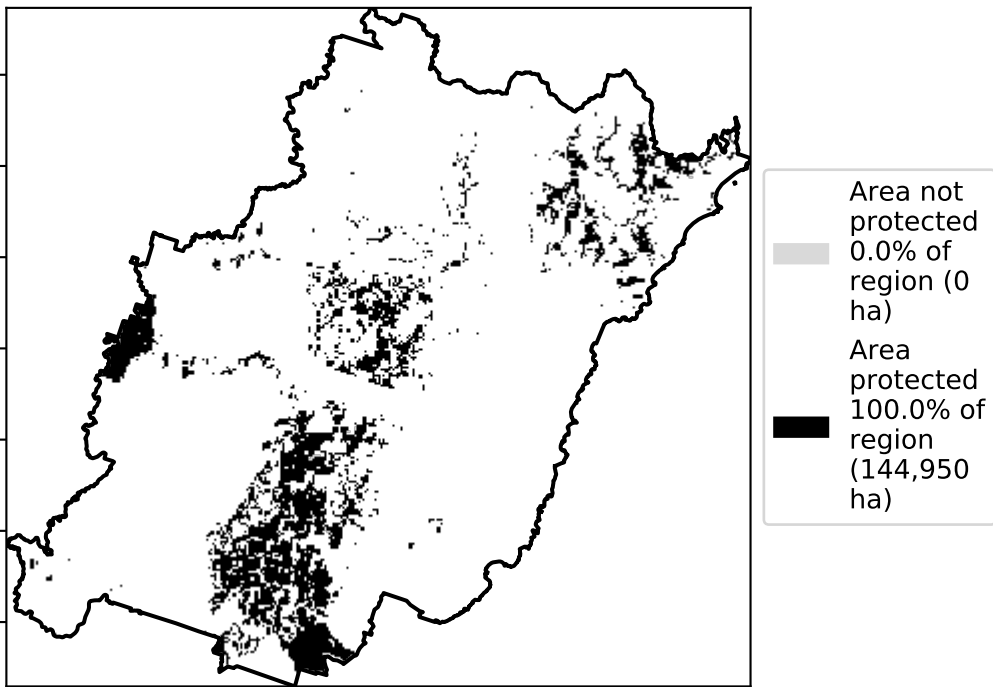 Area not
protected
0.0% of
region (0
ha)
Area
protected
100.0% of
region
(144,950
ha)